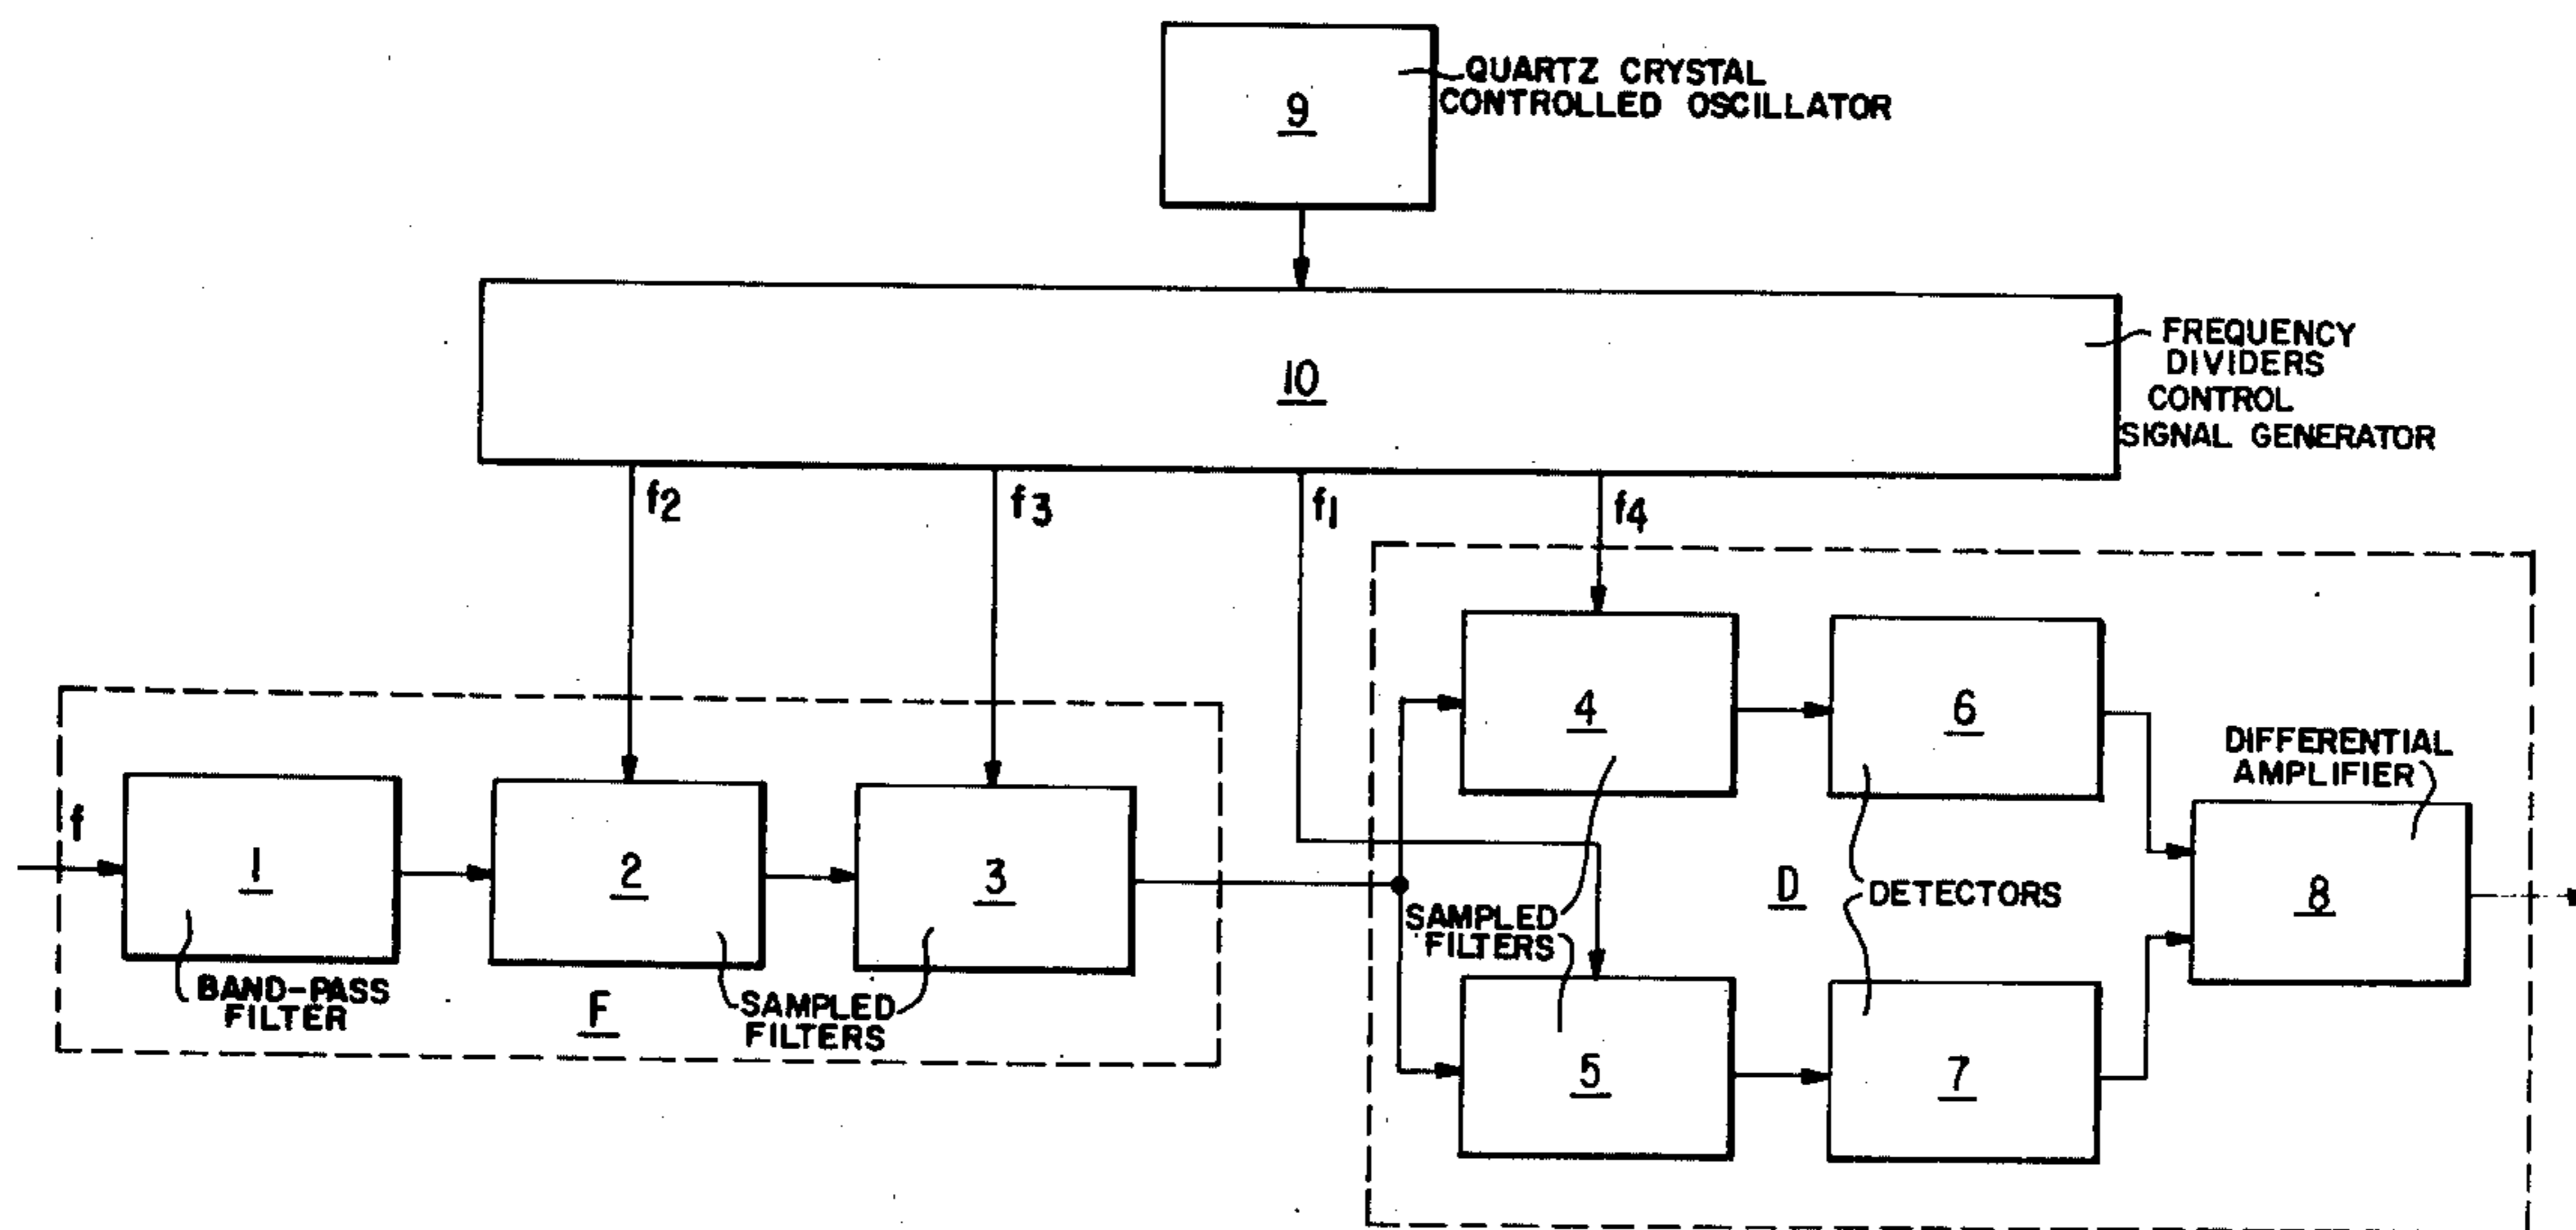 9
QUARTZ CRYSTAL
CONTROLLED OSCILLATOR
10
FREQUENCY
DIVIDERS
CONTROL
SIGNAL GENERATOR
f2
f3
f1
f4
f
1
BAND-PASS
FILTER
2
3
F
SAMPLED
FILTERS
4
6
SAMPLED
FILTERS
D
DETECTORS
5
7
DIFFERENTIAL
AMPLIFIER
8